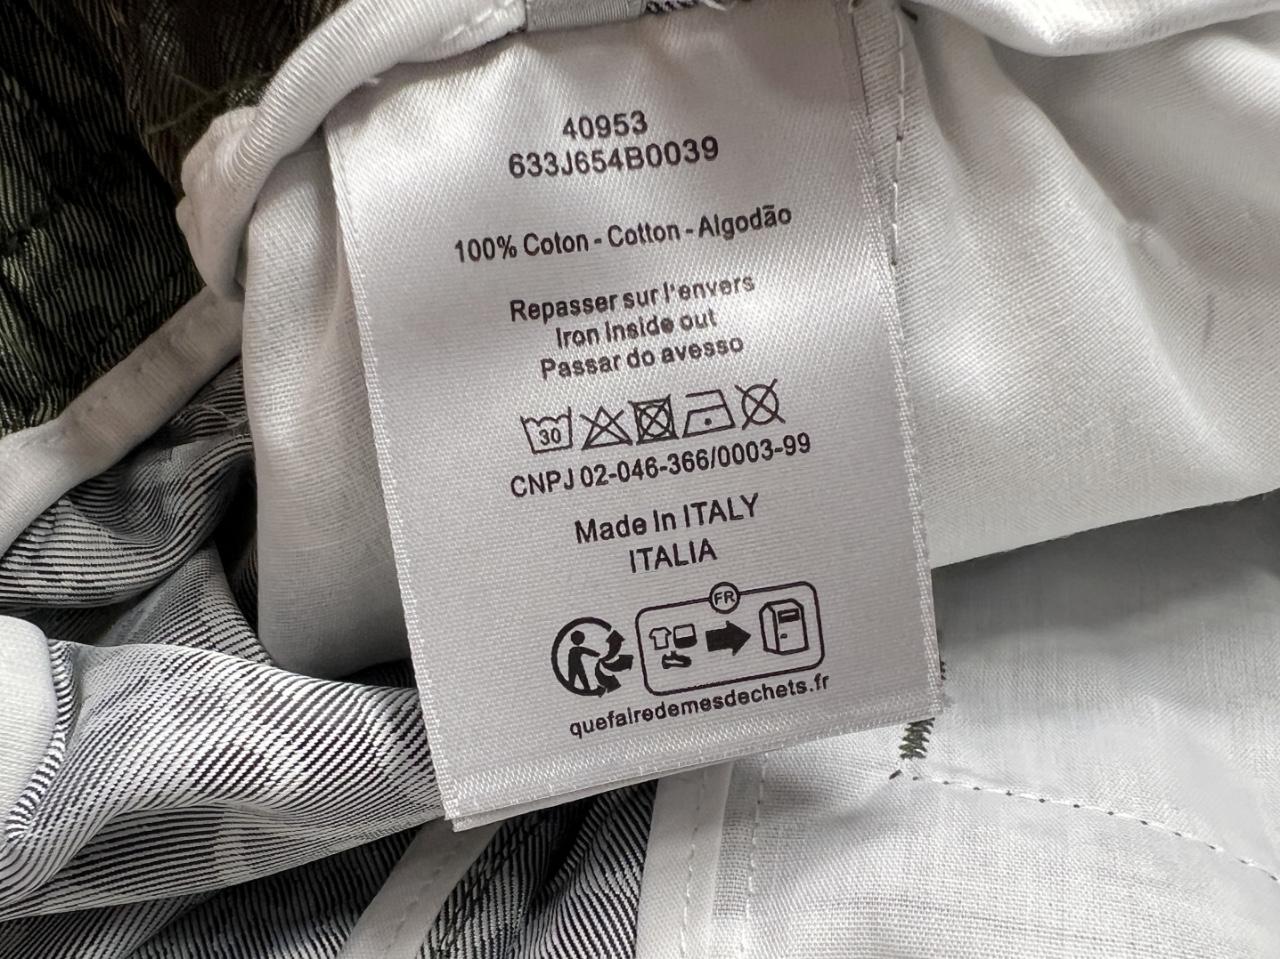 40953
633J654B0039
100% Coton - Cotton - Algodão
Repasser sur l'envers
Iron Inside out
Passar do avesso
30
CNPJ 02-046-366/0003-99
Made In ITALY
ITALIA
FR
quefairedemesdechets.fr